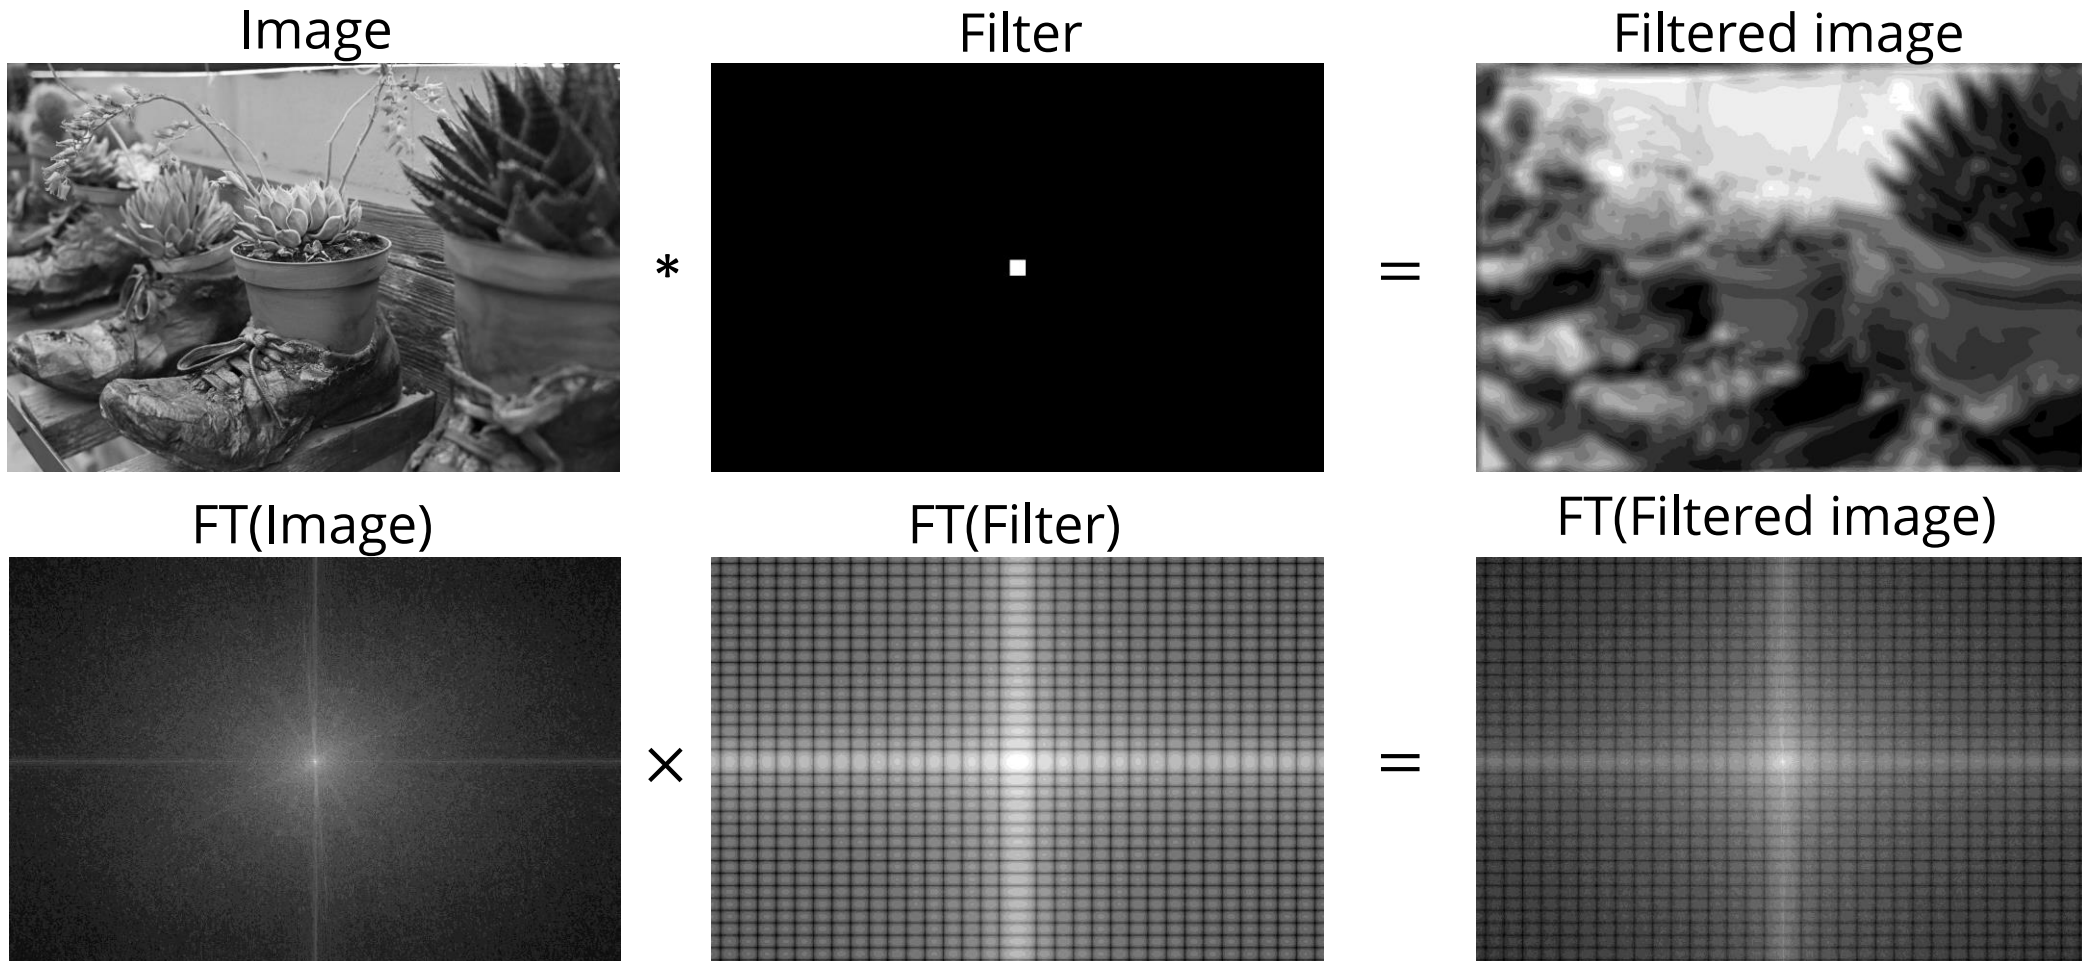 Image
Filter
Filtered image
*
=
FT(Image)
FT(Filter)
FT(Filtered image)
×
=